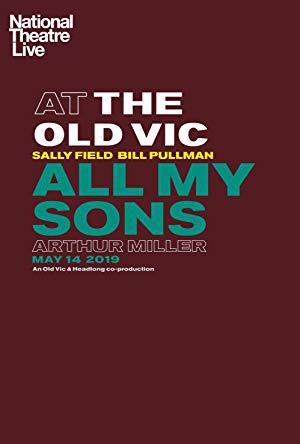 National
Theatre
Live
AT THE
OLD VIC
SALLY FIELD BILL PULLMAN
ALL MY
SONS
ARTHUR MILLER
MAY 14 2019
An Old Vic & Headlong co-production